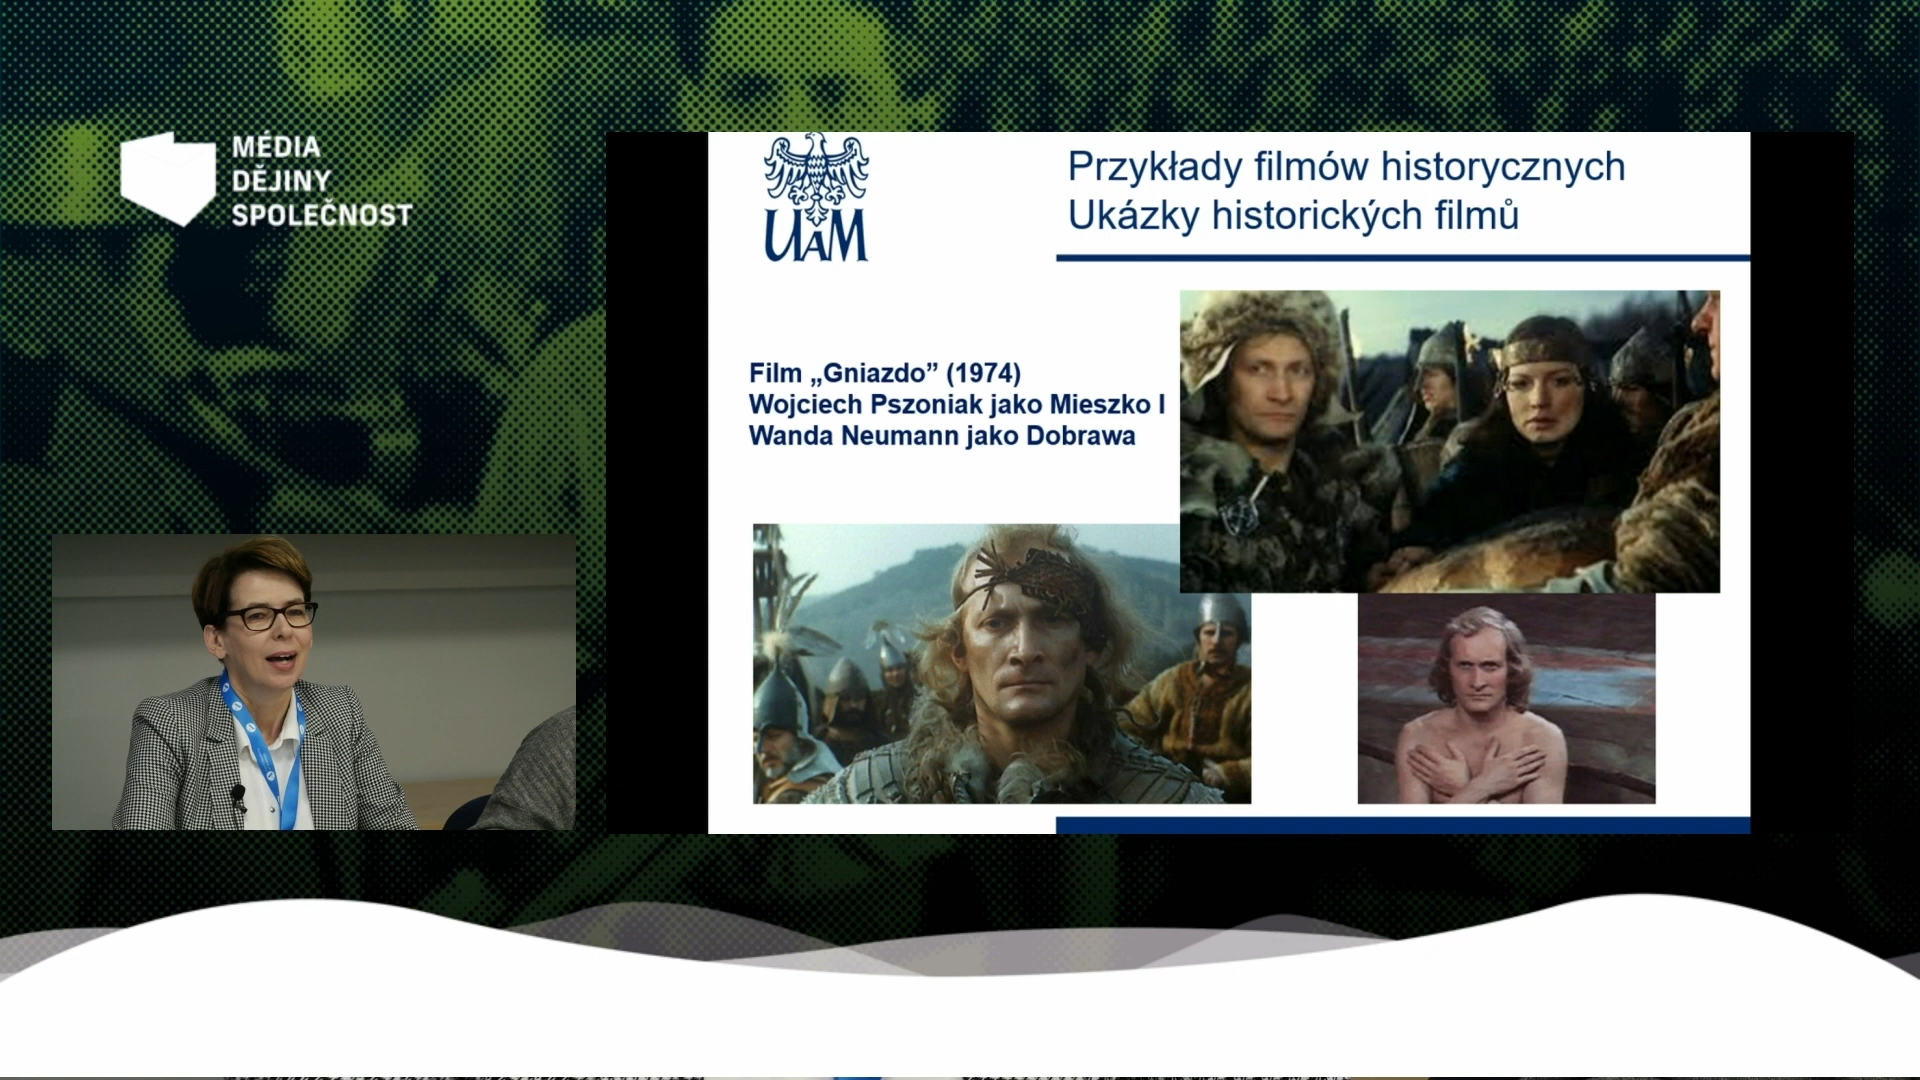 MÉDIA
DĚJINY
SPOLEČNOST
UAM
Przykłady filmów historycznych
Ukázky historických filmů
Film „Gniazdo” (1974)
Wojciech Pszoniak jako Mieszko I
Wanda Neumann jako Dobrawa